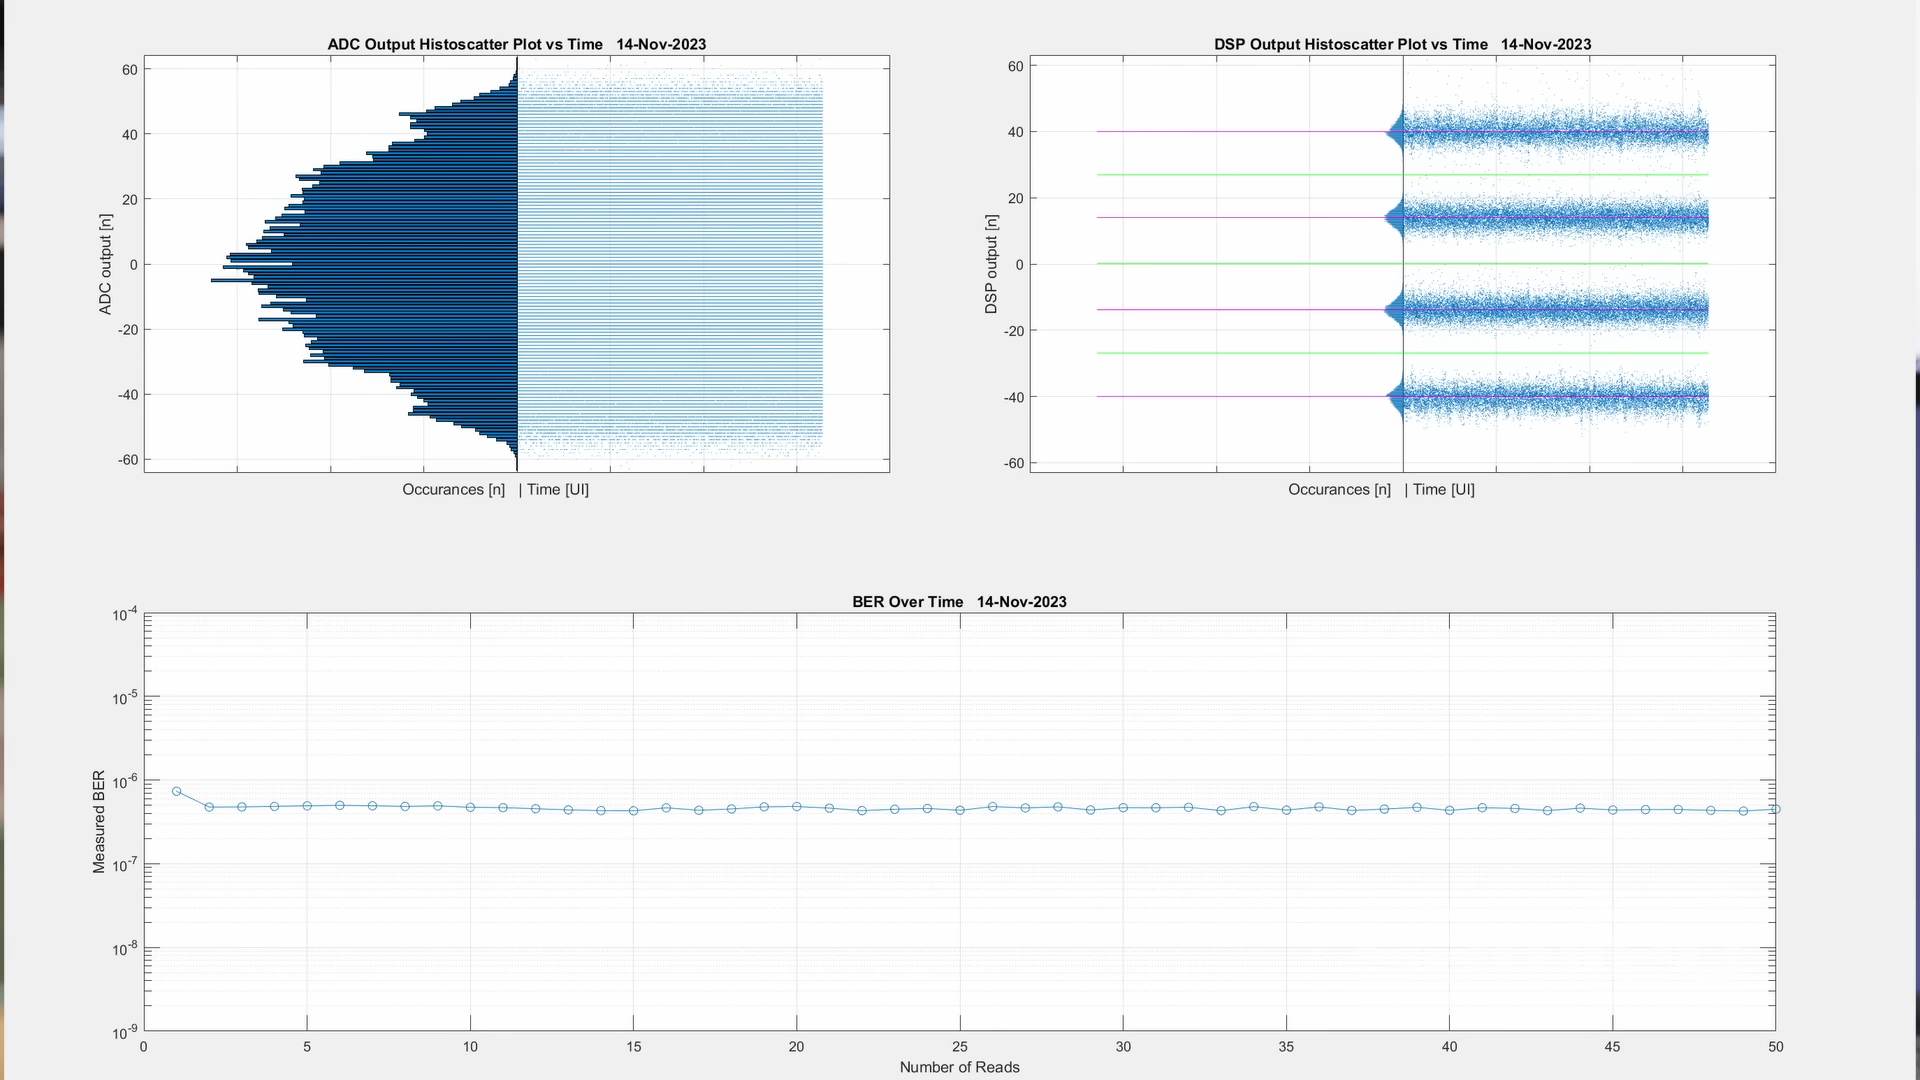 ADC Output Histoscatter Plot vs Time 14-Nov-2023
60
40
20
0
-20
-40
-60
ADC output [n]
Occurances [n] | Time [UI]
DSP Output Histoscatter Plot vs Time 14-Nov-2023
60
40
20
0
-20
-40
-60
DSP output [n]
Occurances [n] | Time [UI]
BER Over Time 14-Nov-2023
10^-4
10^-5
10^-6
10^-7
10^-8
10^-9
Measured BER
0 5 10 15 20 25 30 35 40 45 50
Number of Reads